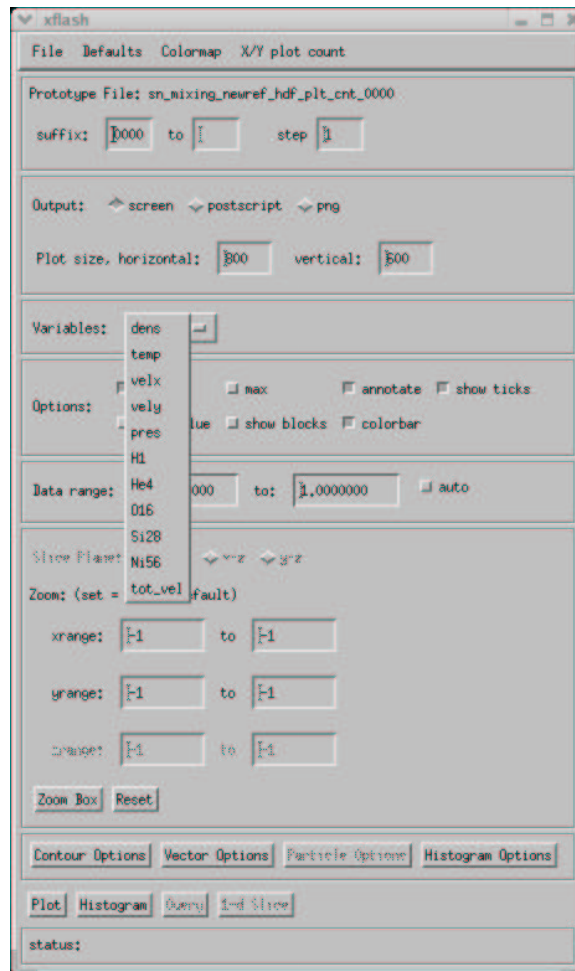 xflash
File Defaults Colormap X/Y plot count
Prototype File: sn_mixing_newref_hdf_plt_cnt_0000
suffix: 0000 to step 1
Output: screen postscript png
Plot size, horizontal: 800 vertical: 600
Variables: dens
temp
velx
max annotate show ticks
Options: vely
lue show blocks colorbar
pres
H1
Data range: He4 000 to: 1.0000000 auto
O16
Si28
Slice Plane: Ni56 x-z y-z
Zoom: (set = tot_vel fault)
xrange: -1 to -1
yrange: -1 to -1
zrange: -1 to -1
Zoom Box Reset
Contour Options Vector Options Particle Options Histogram Options
Plot Histogram Query 1-d Slice
status: